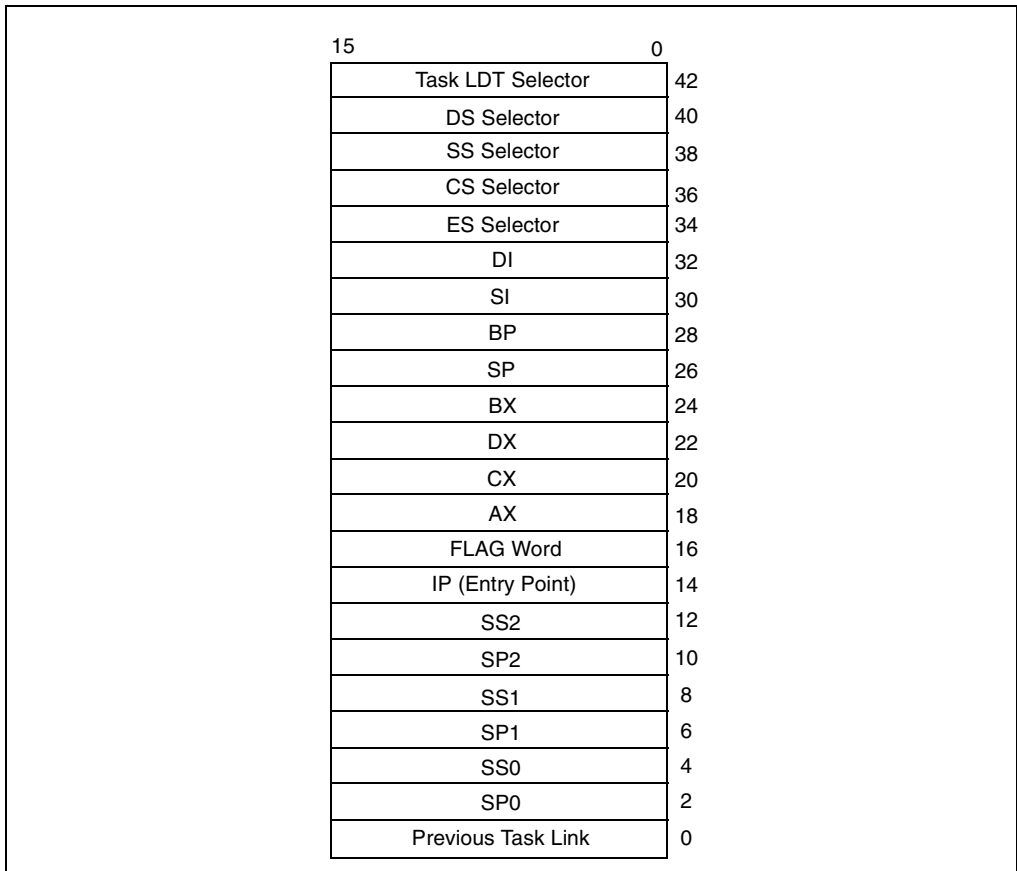 15 0
Task LDT Selector 42
DS Selector 40
SS Selector 38
CS Selector 36
ES Selector 34
DI 32
SI 30
BP 28
SP 26
BX 24
DX 22
CX 20
AX 18
FLAG Word 16
IP (Entry Point) 14
SS2 12
SP2 10
SS1 8
SP1 6
SS0 4
SP0 2
Previous Task Link 0